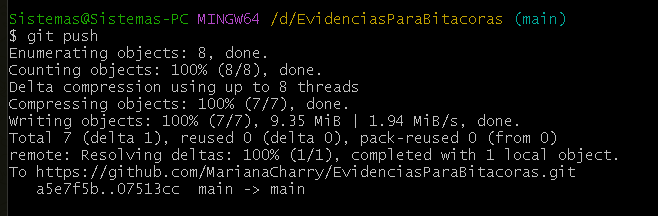 Sistemas@Sistemas-PC MINGW64 /d/EvidenciasParaBitacoras (main)
$ git push
Enumerating objects: 8, done.
Counting objects: 100% (8/8), done.
Delta compression using up to 8 threads
Compressing objects: 100% (7/7), done.
Writing objects: 100% (7/7), 9.35 MiB | 1.94 MiB/s, done.
Total 7 (delta 1), reused 0 (delta 0), pack-reused 0 (from 0)
remote: Resolving deltas: 100% (1/1), completed with 1 local object.
To https://github.com/MarianaCharry/EvidenciasParaBitacoras.git
   a5e7f5b..07513cc  main -> main